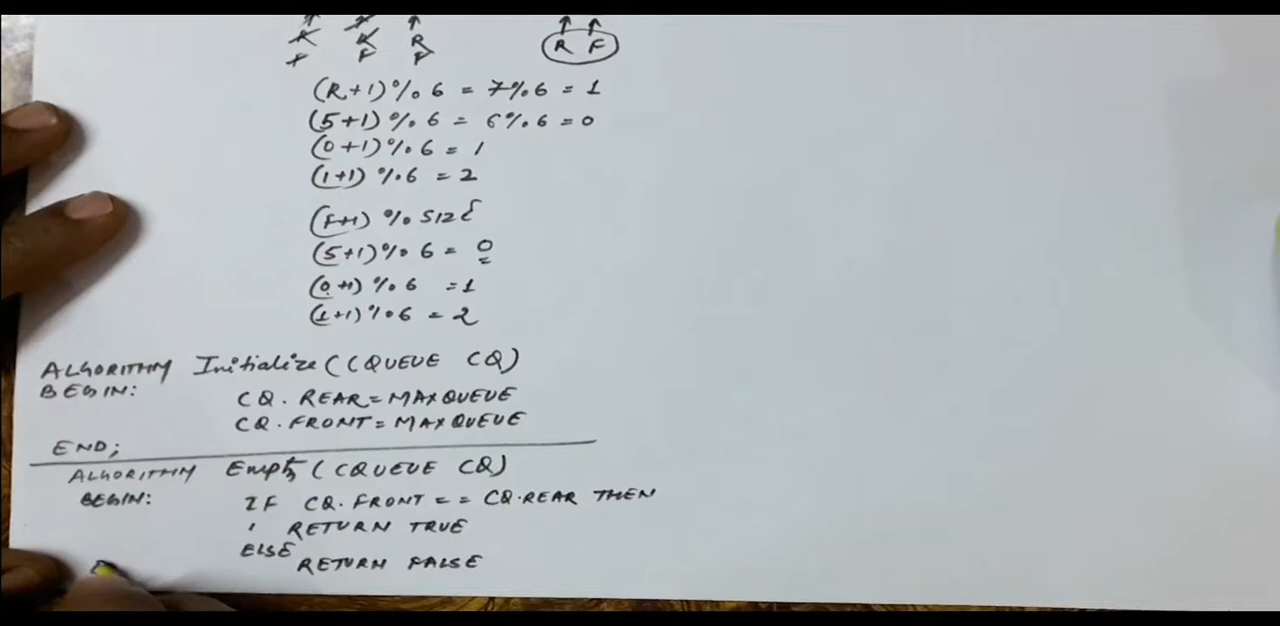 R R R R F
F F F
(R+1)%6 = 7%6 = 1
(5+1)%6 = 6%6 = 0
(0+1)%6 = 1
(1+1)%6 = 2
(F+1) % SIZE
(5+1)%6 = 0
(0+1)%6 = 1
(1+1)%6 = 2
ALGORITHM Initialize (CQUEUE CQ)
BEGIN:
CQ. REAR = MAXQUEUE
CQ. FRONT = MAXQUEUE
END;
ALGORITHM Empty (CQUEUE CQ)
BEGIN: IF CQ.FRONT == CQ.REAR THEN
RETURN TRUE
ELSE
RETURN FALSE